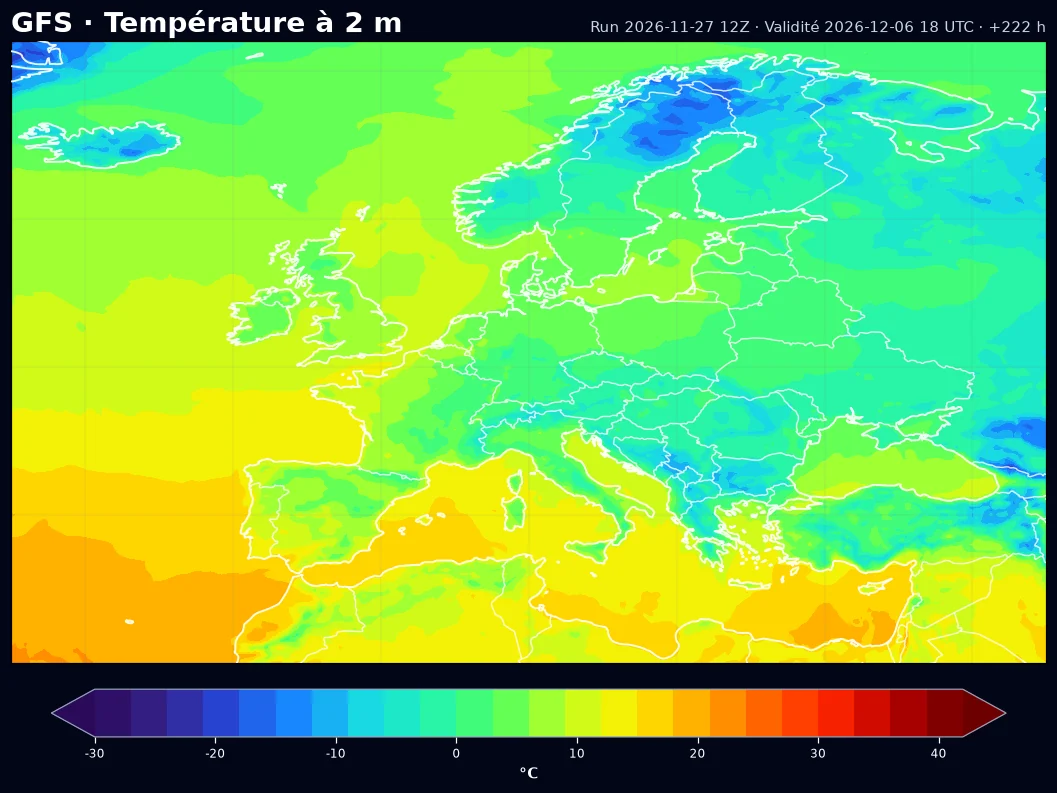 GFS · Température à 2 m
Run 2026-11-27 12Z · Validité 2026-12-06 18 UTC · +222 h
-30 -20 -10 0 10 20 30 40
°C